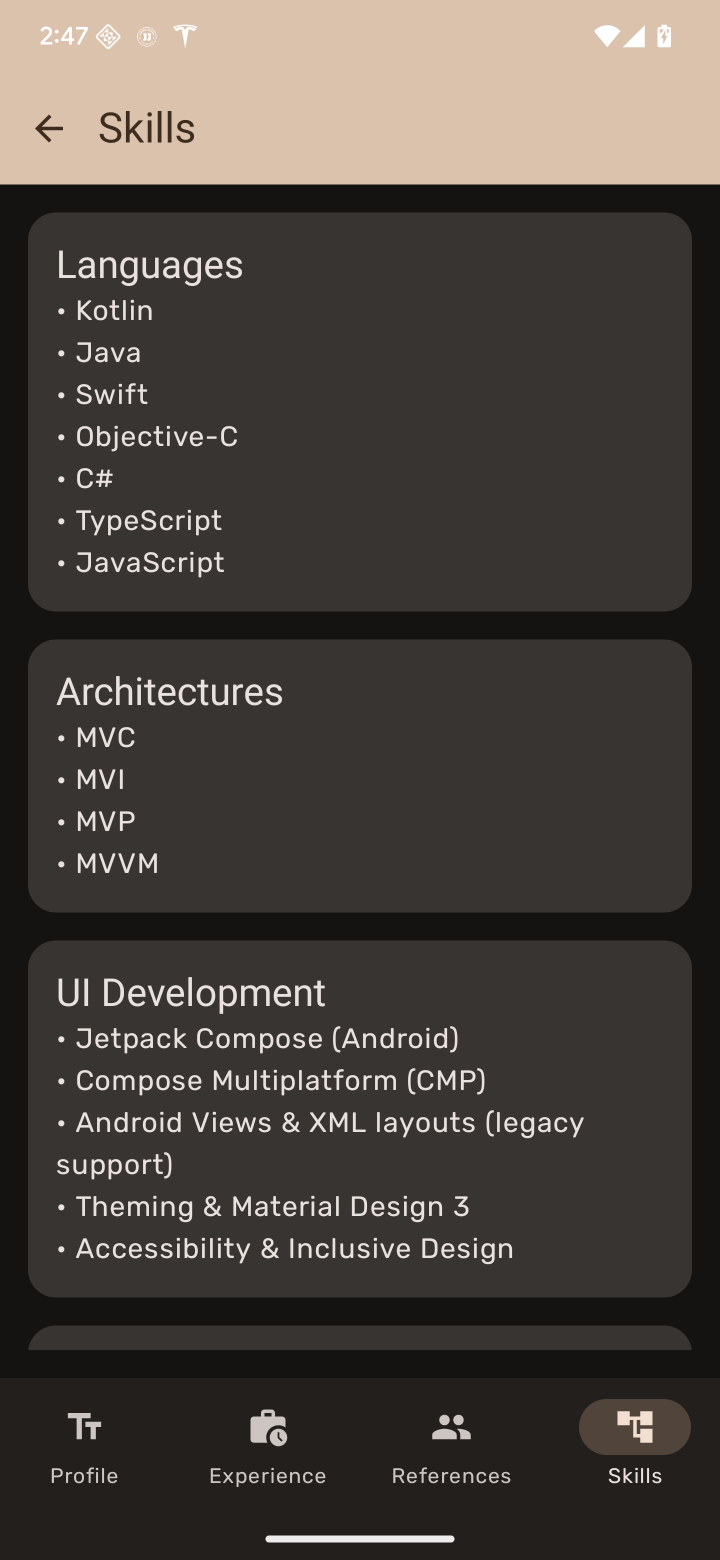 2:47
Skills
Languages
• Kotlin
• Java
• Swift
• Objective-C
• C#
• TypeScript
• JavaScript
Architectures
• MVC
• MVI
• MVP
• MVVM
UI Development
• Jetpack Compose (Android)
• Compose Multiplatform (CMP)
• Android Views & XML layouts (legacy
support)
• Theming & Material Design 3
• Accessibility & Inclusive Design
Profile
Experience
References
Skills